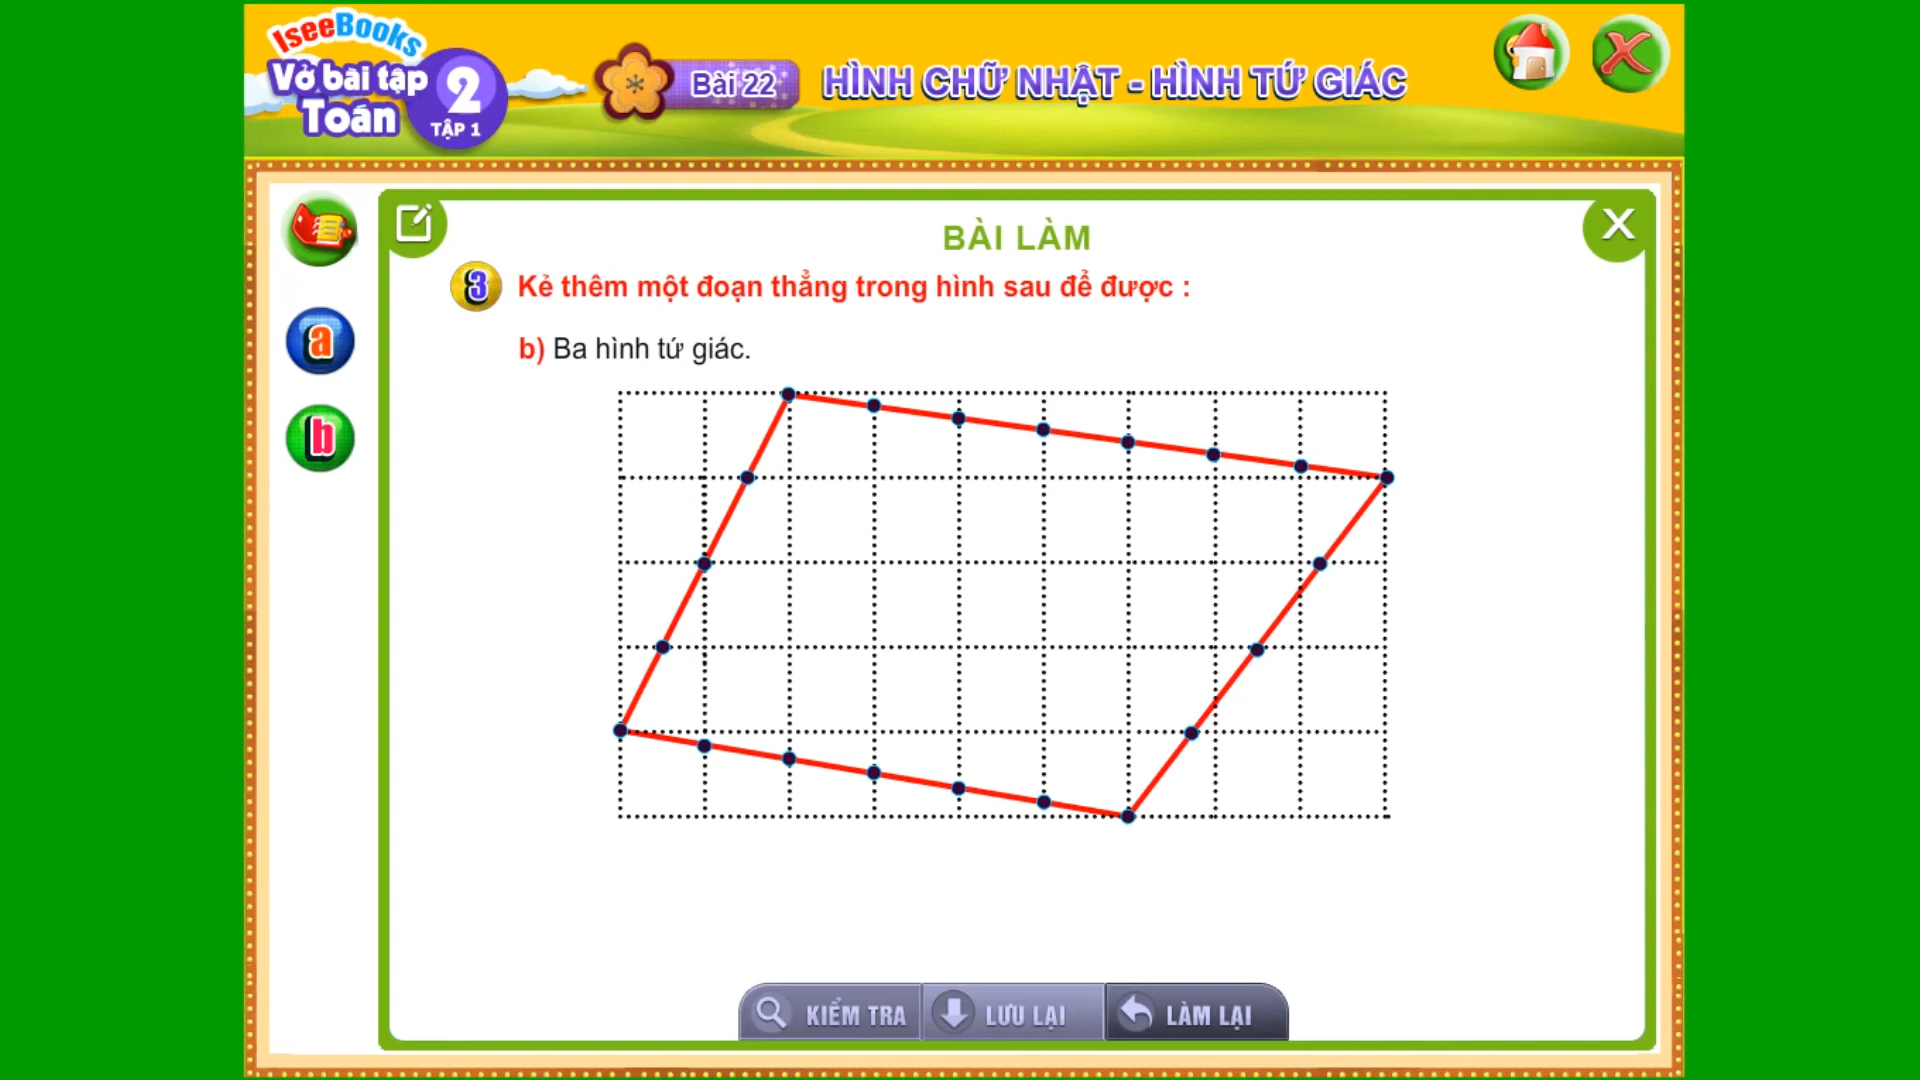 IseeBooks
Vở bài tập
Toán
2
TẬP 1
Bài 22
HÌNH CHỮ NHẬT - HÌNH TỨ GIÁC
BÀI LÀM
3 Kẻ thêm một đoạn thẳng trong hình sau để được :
a
b) Ba hình tứ giác.
b
KIỂM TRA
LƯU LẠI
LÀM LẠI